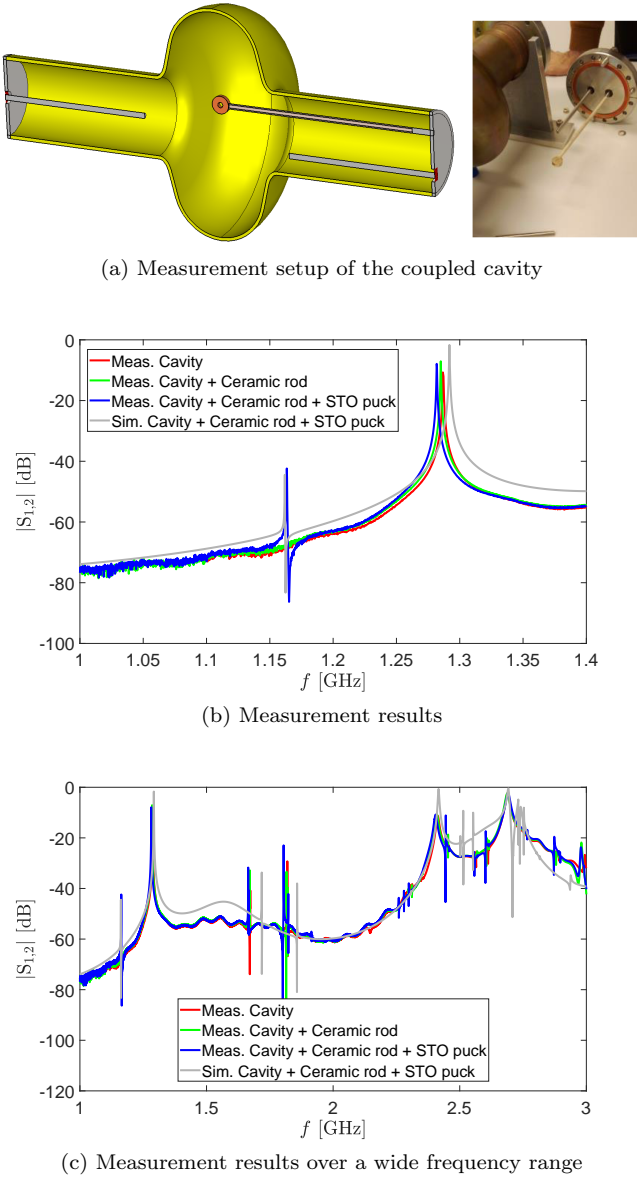 (a) Measurement setup of the coupled cavity
0
-20
-40
-60
-80
-100
|S1,2| [dB]
Meas. Cavity
Meas. Cavity + Ceramic rod
Meas. Cavity + Ceramic rod + STO puck
Sim. Cavity + Ceramic rod + STO puck
1 1.05 1.1 1.15 1.2 1.25 1.3 1.35 1.4
f [GHz]
(b) Measurement results
0
-20
-40
-60
-80
-100
-120
|S1,2| [dB]
Meas. Cavity
Meas. Cavity + Ceramic rod
Meas. Cavity + Ceramic rod + STO puck
Sim. Cavity + Ceramic rod + STO puck
1 1.5 2 2.5 3
f [GHz]
(c) Measurement results over a wide frequency range